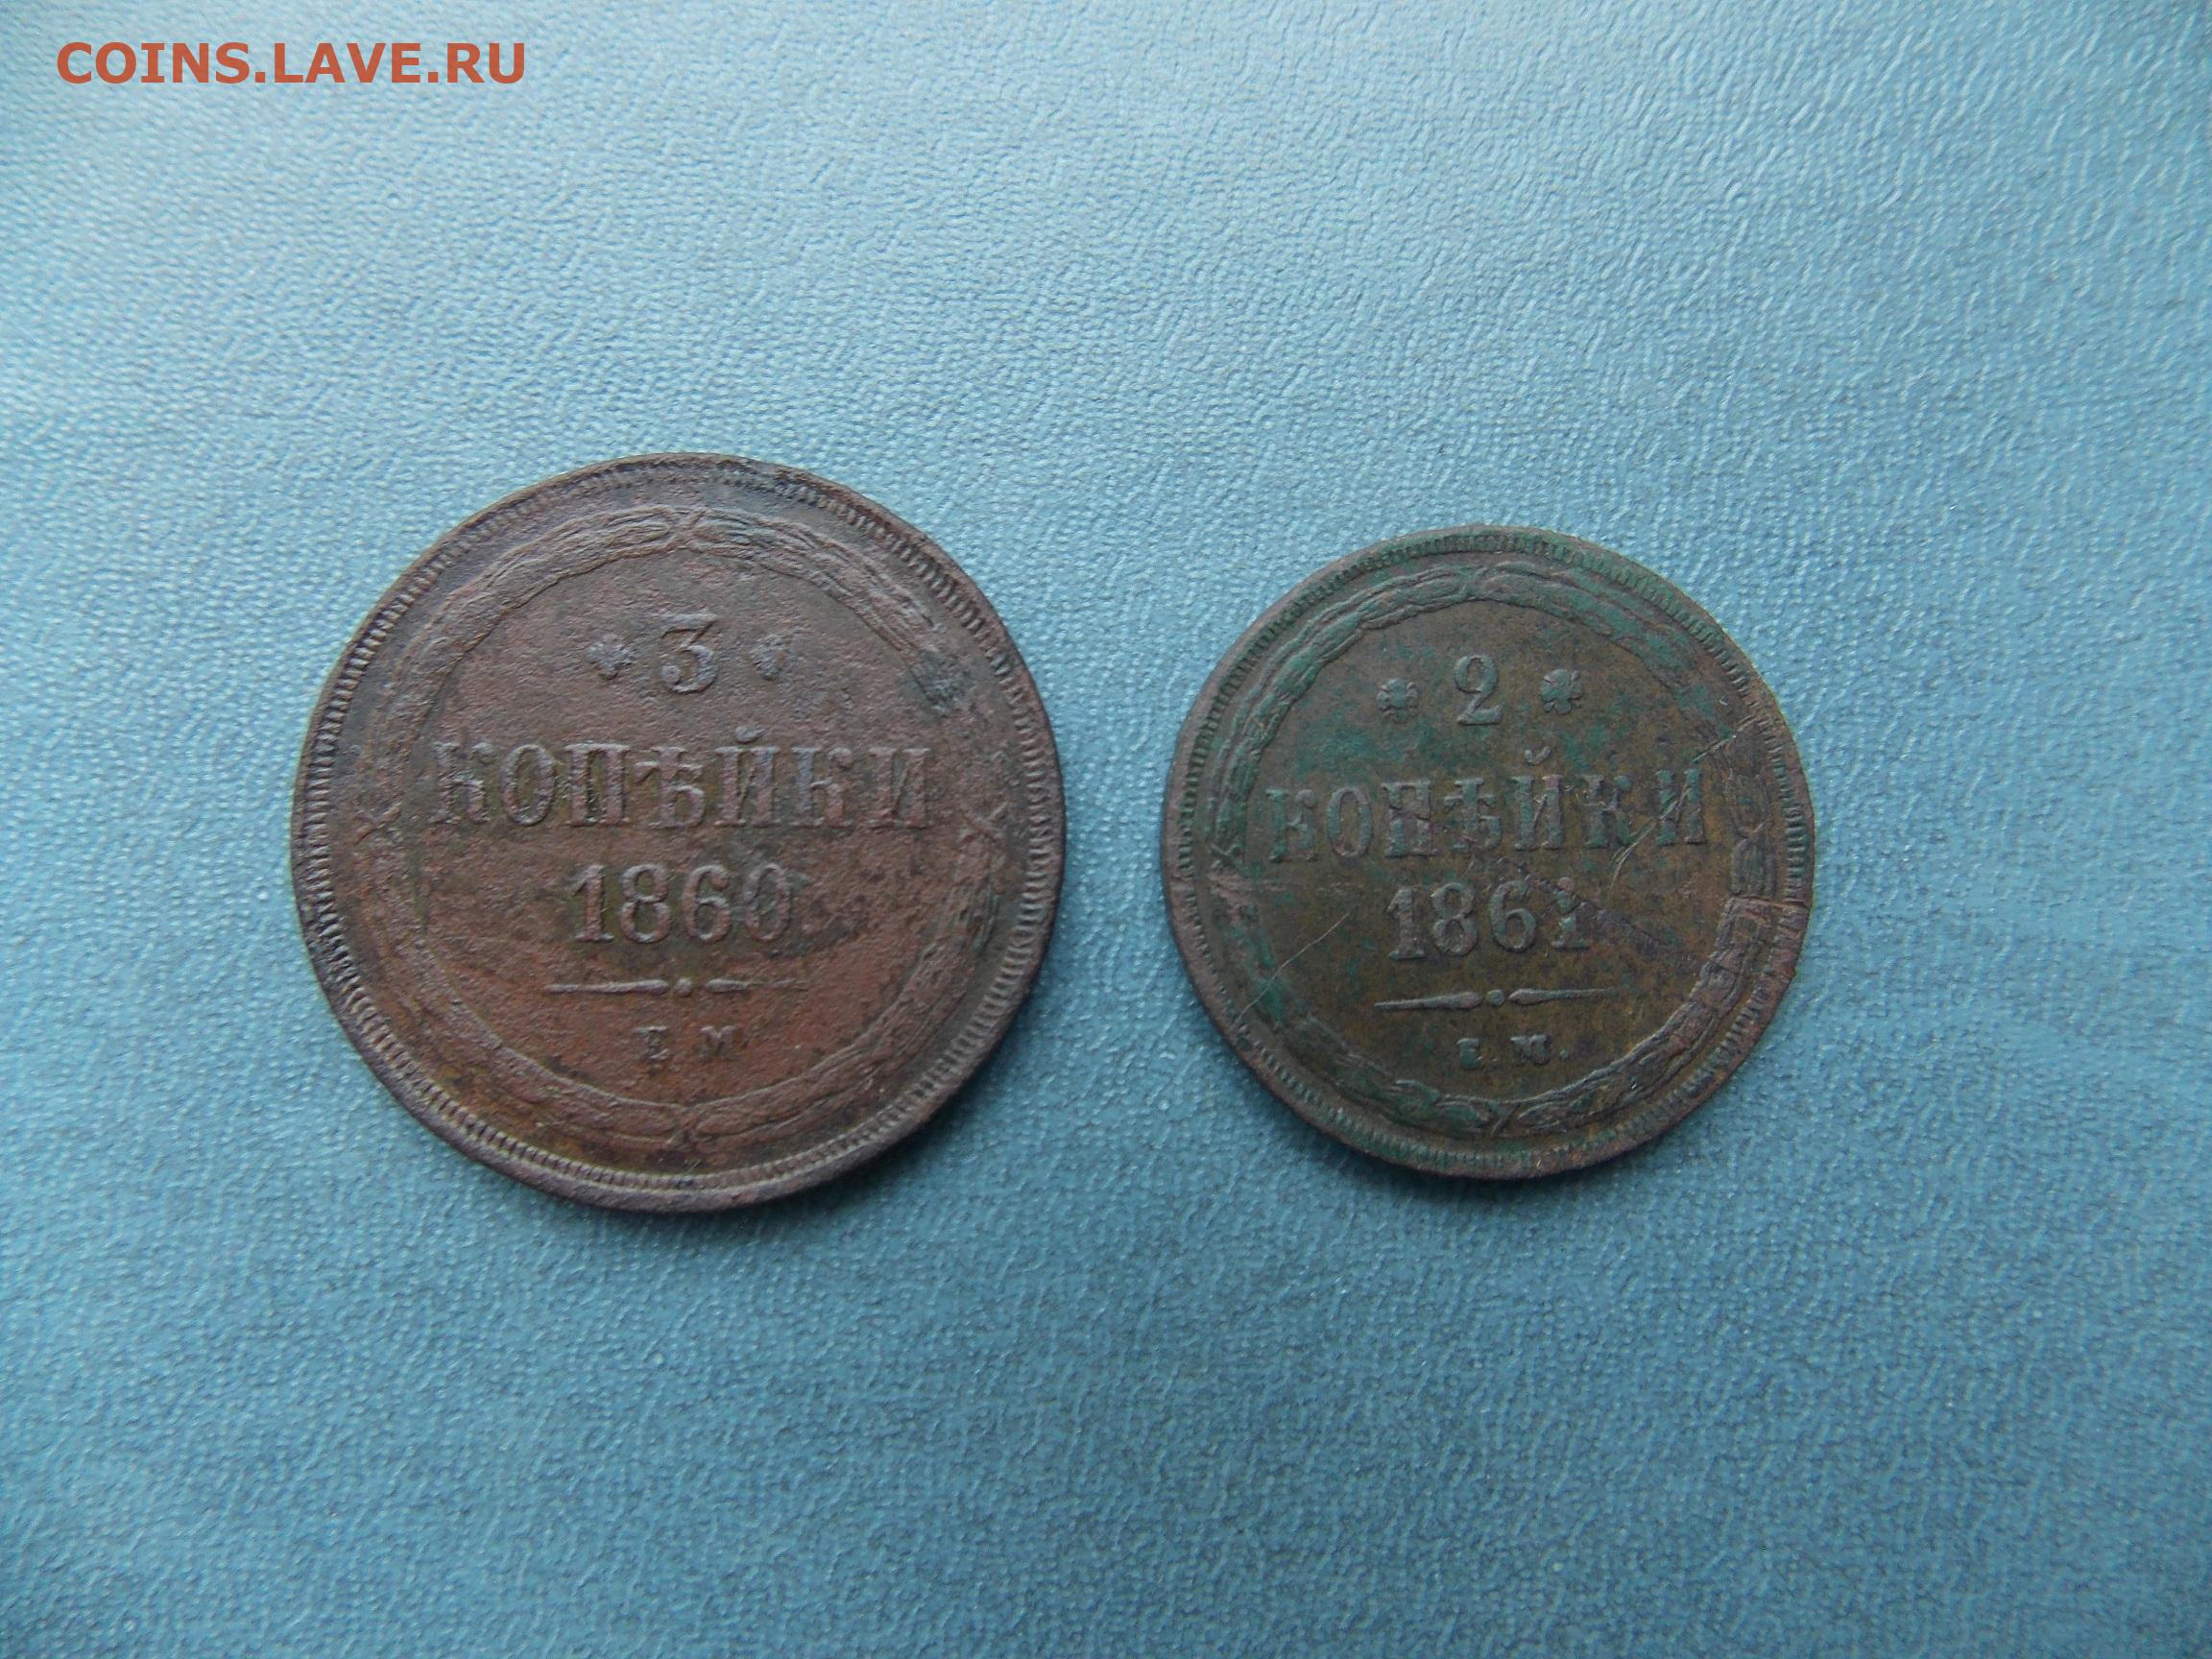 COINS.LAVE.RU
3
КОПѢЙКИ
1860
Е М
2
КОПѢЙКИ
1861
Е. М.